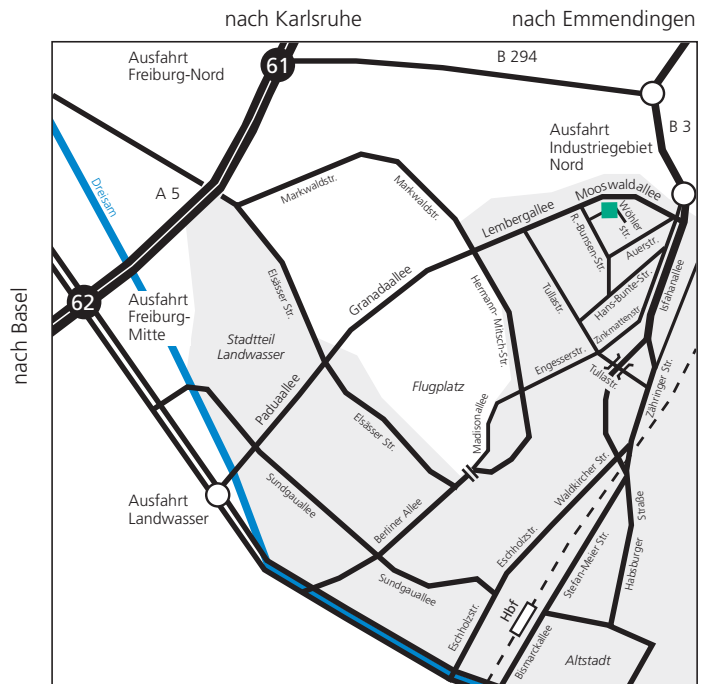 nach Karlsruhe
nach Emmendingen
Ausfahrt
Freiburg-Nord
61
B 294
B 3
Ausfahrt
Industriegebiet
Nord
Dreisam
A 5
Markwaldstr.
Markwaldstr.
Mooswaldallee
Lembergallee
Wöhler
str.
R.-Bunsen-Str.
Auerstr.
Hans-Bunte-Str.
Isfahanallee
Zinkmattenstr.
Tullastr.
Elsässer Str.
Granadaallee
Hermann- Mitsch-Str.
nach Basel
62
Ausfahrt
Freiburg-
Mitte
Stadtteil
Landwasser
Flugplatz
Engesserstr.
Tullastr.
Zähringer Str.
Paduaallee
Elsässer Str.
Madisonallee
Waldkircher Str.
Sundgauallee
Ausfahrt
Landwasser
Berliner Allee
Eschholzstr.
Habsburger
Straße
Stefan-Meier Str.
Sundgauallee
Eschholzstr.
Hbf
Bismarckallee
Altstadt